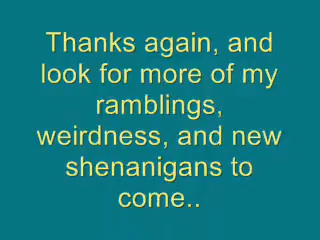 Thanks again, and
look for more of my
ramblings,
weirdness, and new
shenanigans to
come..